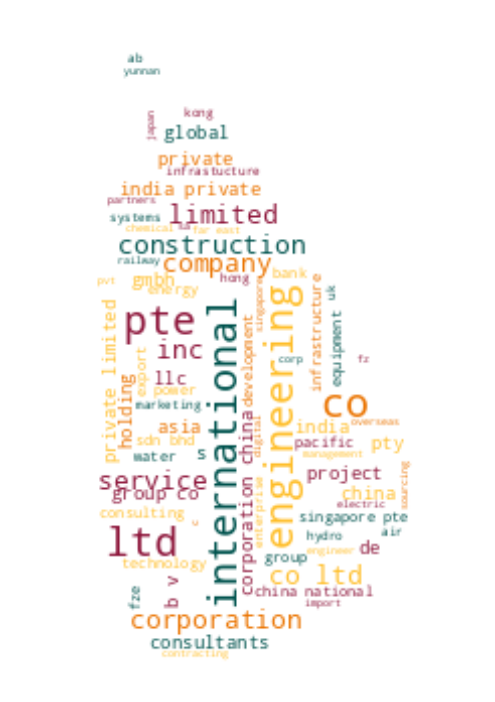 ab
yunnan
kong
japan
global
private
infrastucture
india private
partners
limited
systems
sa
chemical
far east
construction
railway
company
bank
hong
pvt
gmbh
energy
singapore
infrastructure
uk
private limited
pte
international
engineering
development
equipment
inc
export
corp
fz
llc
holding
power
marketing
co
asia
india
overseas
digital
corporation china
sdn bhd
pacific
pty
water
s
management
service
project
sourcing
group co
china
enterprise
electric
consulting
singapore pte
c
ltd
hydro
air
engineer
de
group
technology
co ltd
b v
fze
china national
import
corporation
consultants
contracting